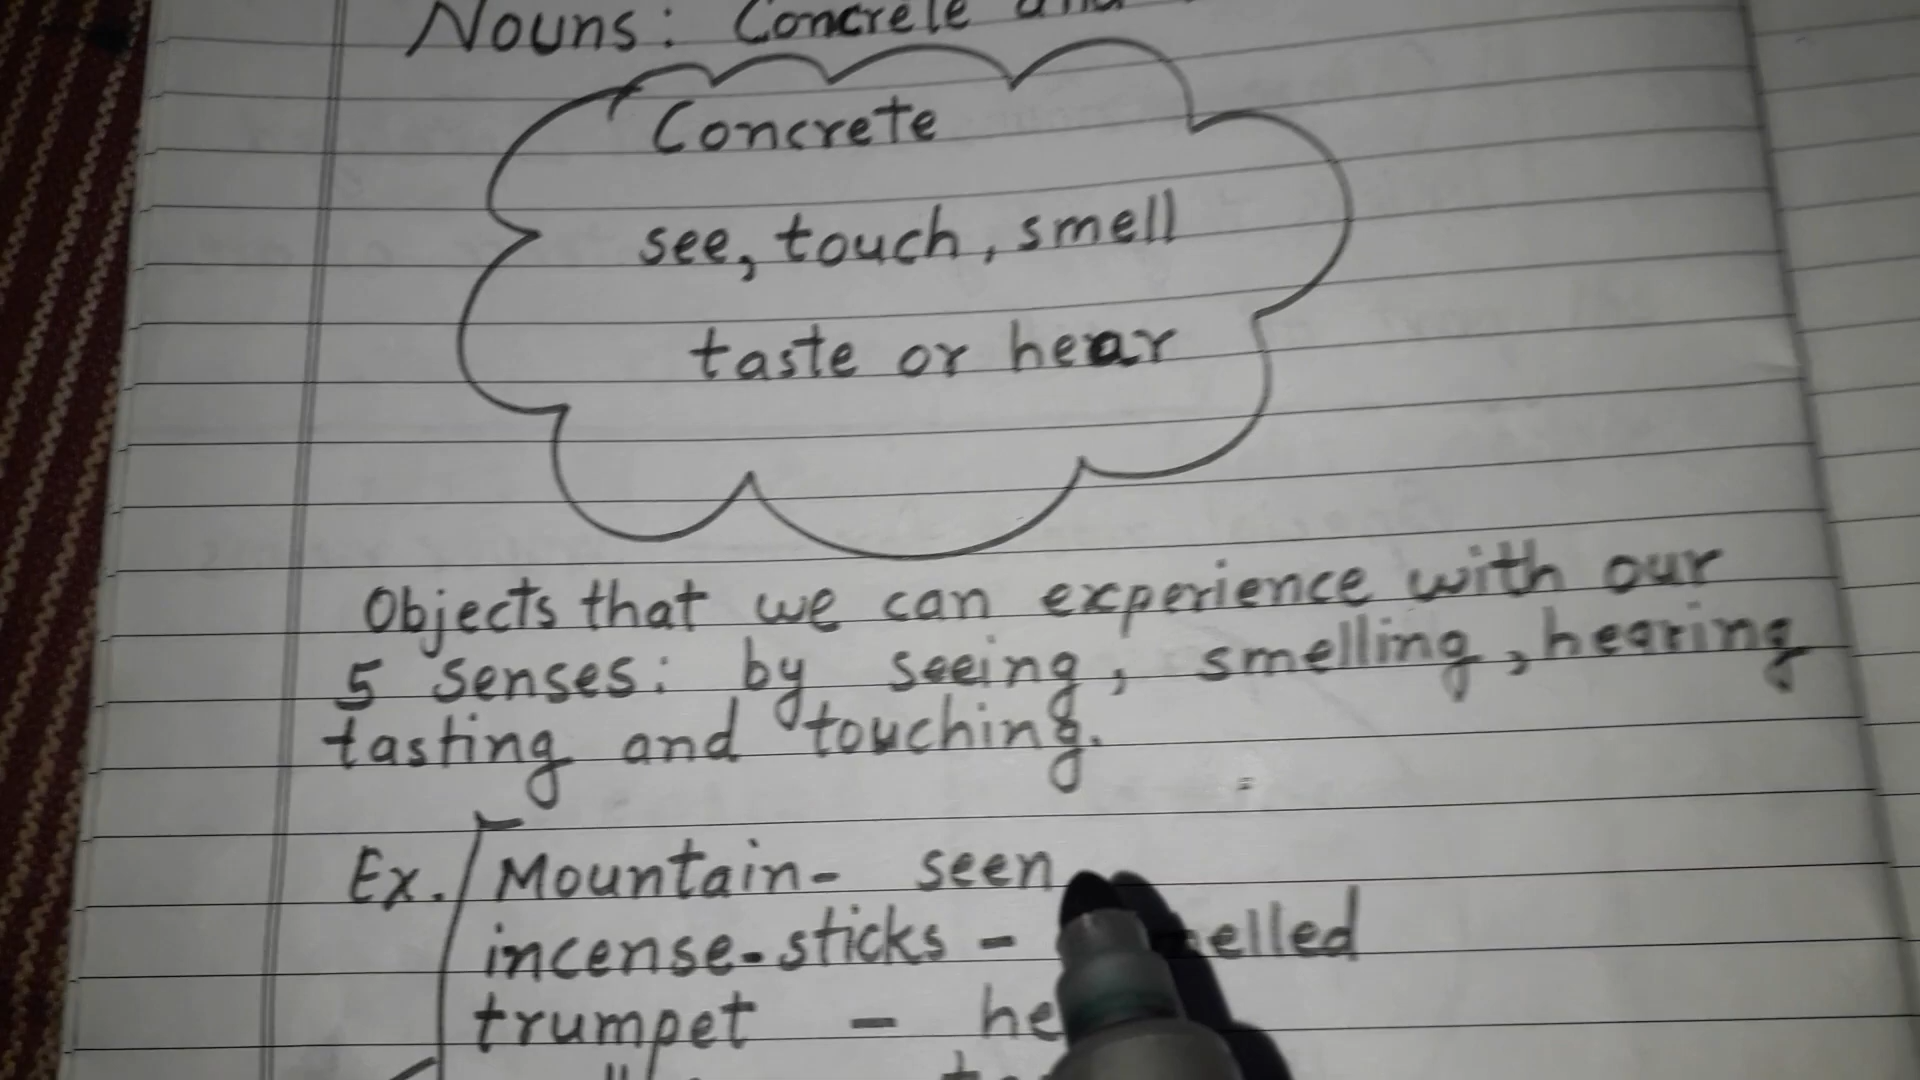 Nouns: Concrete and
Concrete
see, touch, smell
taste or hear
Objects that we can experience with our
5 senses: by seeing, smelling, hearing
tasting and touching.
Ex. Mountain- seen
incense-sticks - elled
trumpet - he